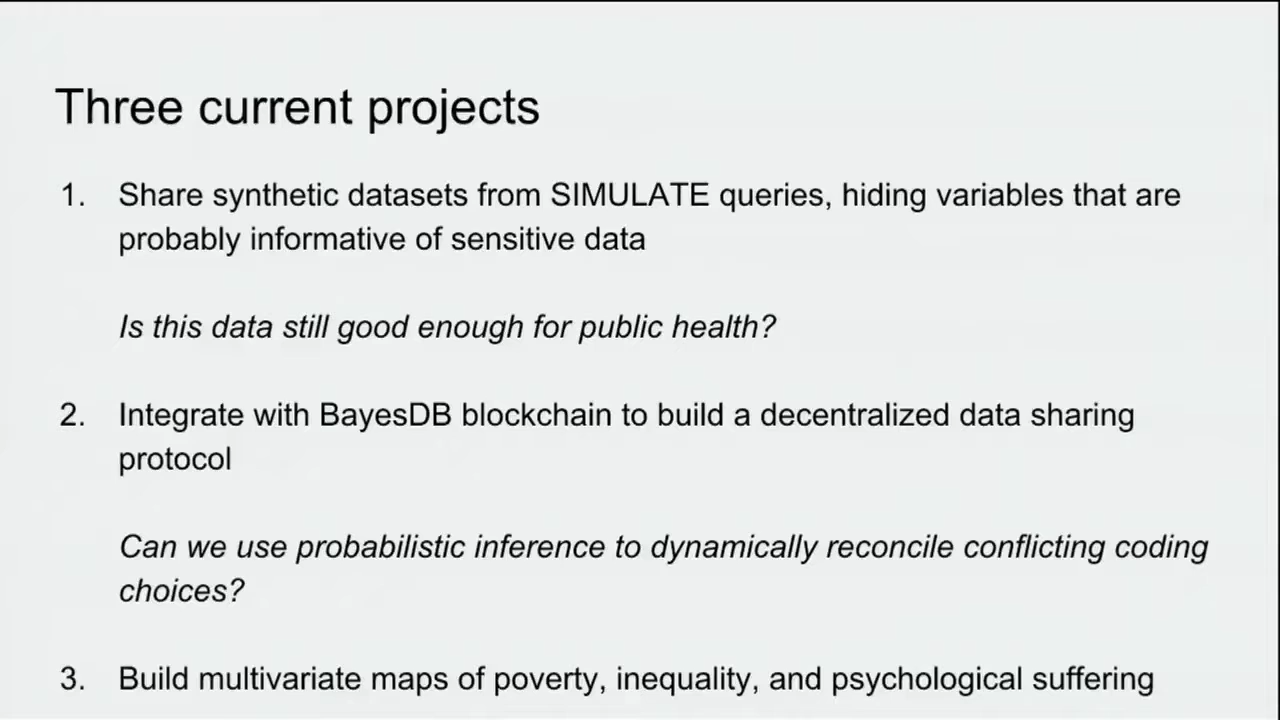 Three current projects
1. Share synthetic datasets from SIMULATE queries, hiding variables that are
probably informative of sensitive data
Is this data still good enough for public health?
2. Integrate with BayesDB blockchain to build a decentralized data sharing
protocol
Can we use probabilistic inference to dynamically reconcile conflicting coding
choices?
3. Build multivariate maps of poverty, inequality, and psychological suffering